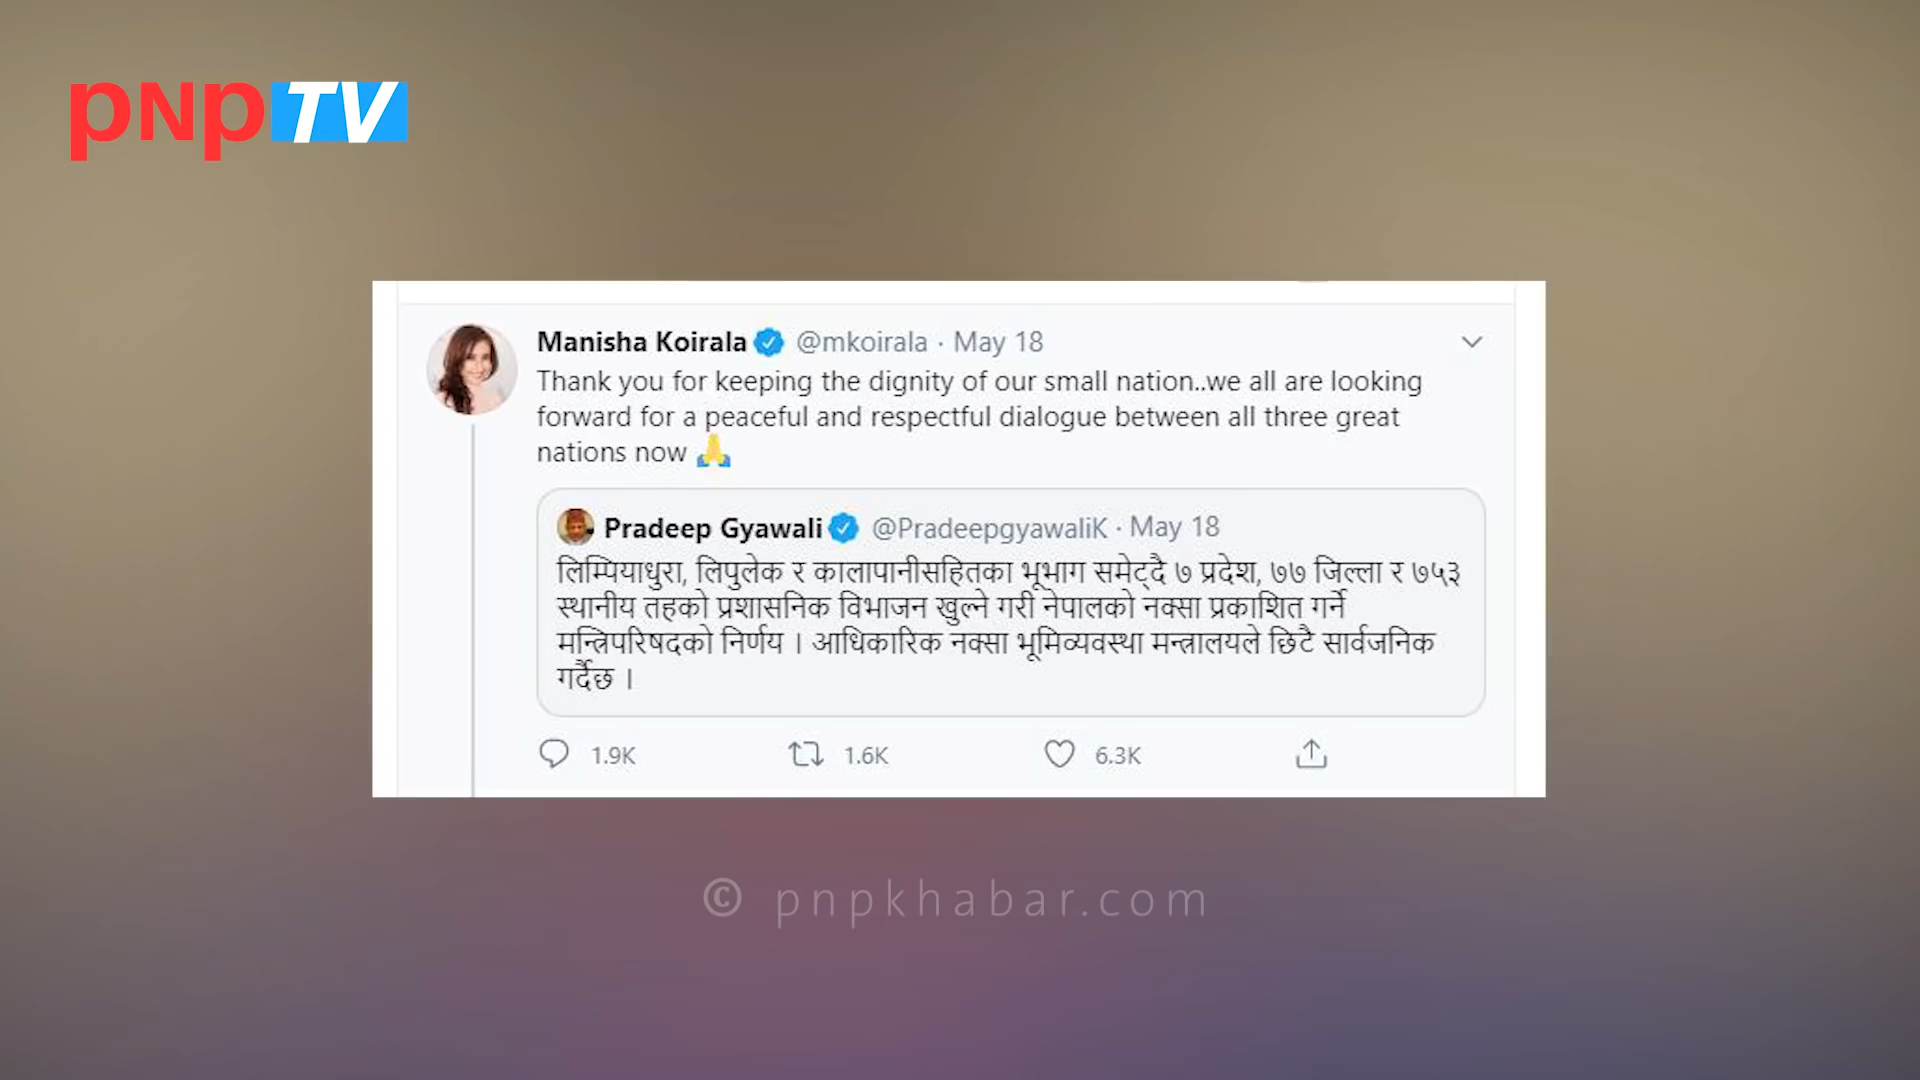 pNp TV
Manisha Koirala @mkoirala · May 18
Thank you for keeping the dignity of our small nation..we all are looking
forward for a peaceful and respectful dialogue between all three great
nations now 🙏
Pradeep Gyawali @PradeepgyawaliK · May 18
लिम्पियाधुरा, लिपुलेक र कालापानीसहितका भूभाग समेट्दै ७ प्रदेश, ७७ जिल्ला र ७५३
स्थानीय तहको प्रशासनिक विभाजन खुल्ने गरी नेपालको नक्सा प्रकाशित गर्ने
मन्त्रिपरिषदको निर्णय । आधिकारिक नक्सा भूमिव्यवस्था मन्त्रालयले छिटै सार्वजनिक
गर्दैछ ।
1.9K 1.6K 6.3K
© pnpkhabar.com